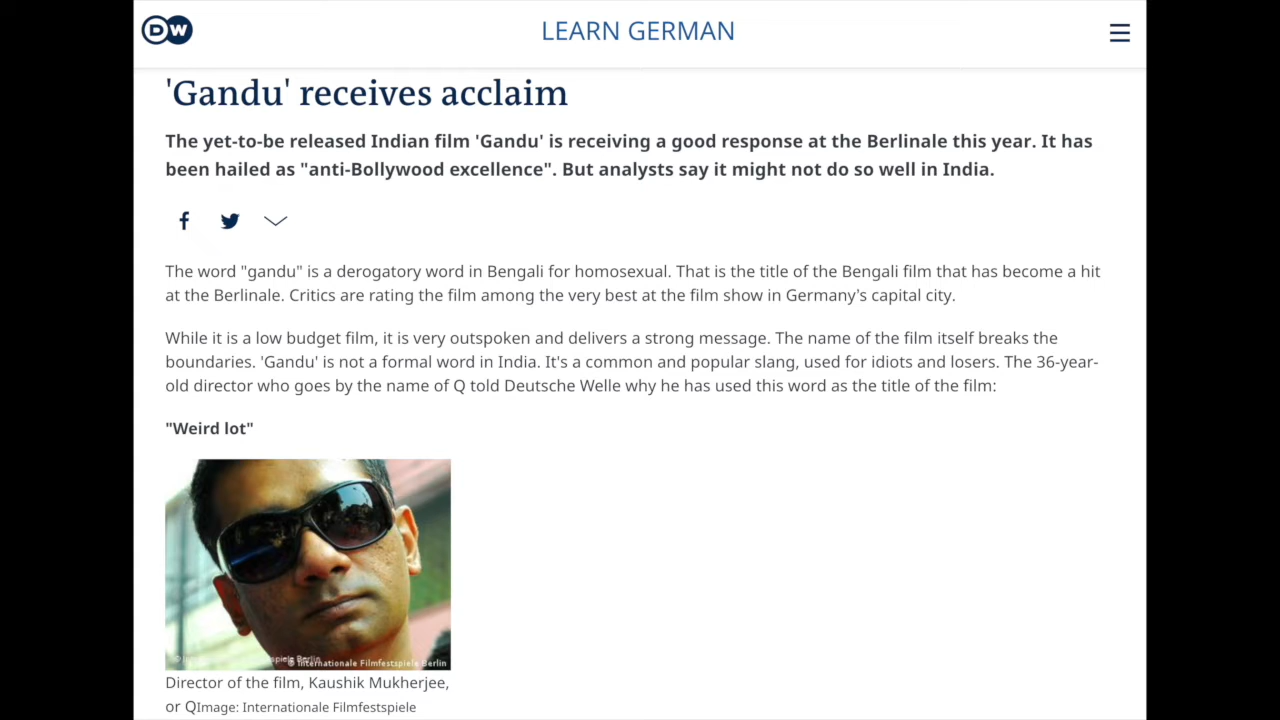 DW
LEARN GERMAN
'Gandu' receives acclaim
The yet-to-be released Indian film 'Gandu' is receiving a good response at the Berlinale this year. It has
been hailed as "anti-Bollywood excellence". But analysts say it might not do so well in India.
The word "gandu" is a derogatory word in Bengali for homosexual. That is the title of the Bengali film that has become a hit
at the Berlinale. Critics are rating the film among the very best at the film show in Germany's capital city.
While it is a low budget film, it is very outspoken and delivers a strong message. The name of the film itself breaks the
boundaries. 'Gandu' is not a formal word in India. It's a common and popular slang, used for idiots and losers. The 36-year-
old director who goes by the name of Q told Deutsche Welle why he has used this word as the title of the film:
"Weird lot"
© Internationale Filmfestspiele Berlin
Director of the film, Kaushik Mukherjee,
or QImage: Internationale Filmfestspiele